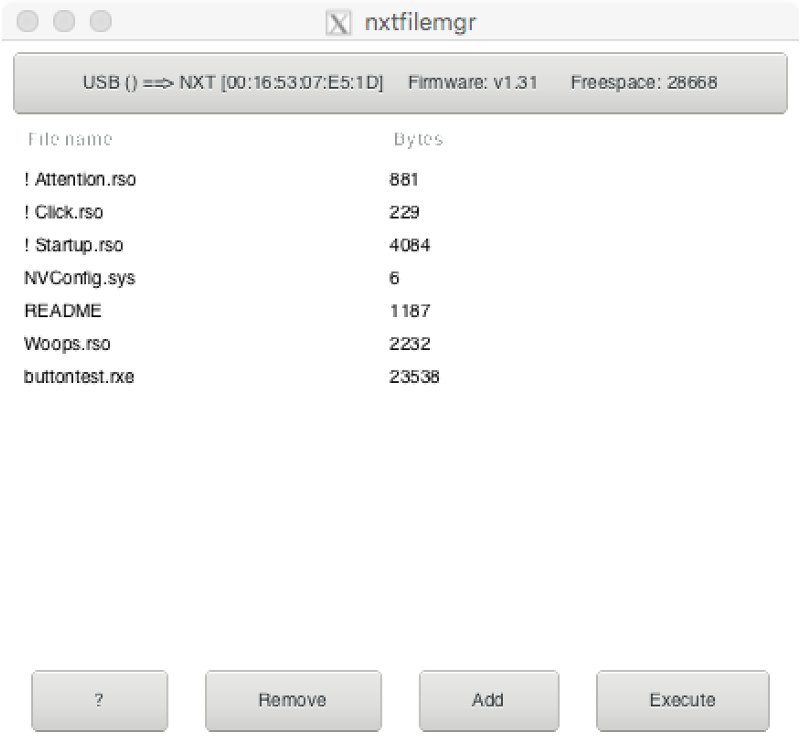 nxtfilemgr
USB () ==> NXT [00:16:53:07:E5:1D] Firmware: v1.31 Freespace: 28668
File name Bytes
! Attention.rso 881
! Click.rso 229
! Startup.rso 4084
NVConfig.sys 6
README 1187
Woops.rso 2232
buttontest.rxe 23538
? Remove Add Execute